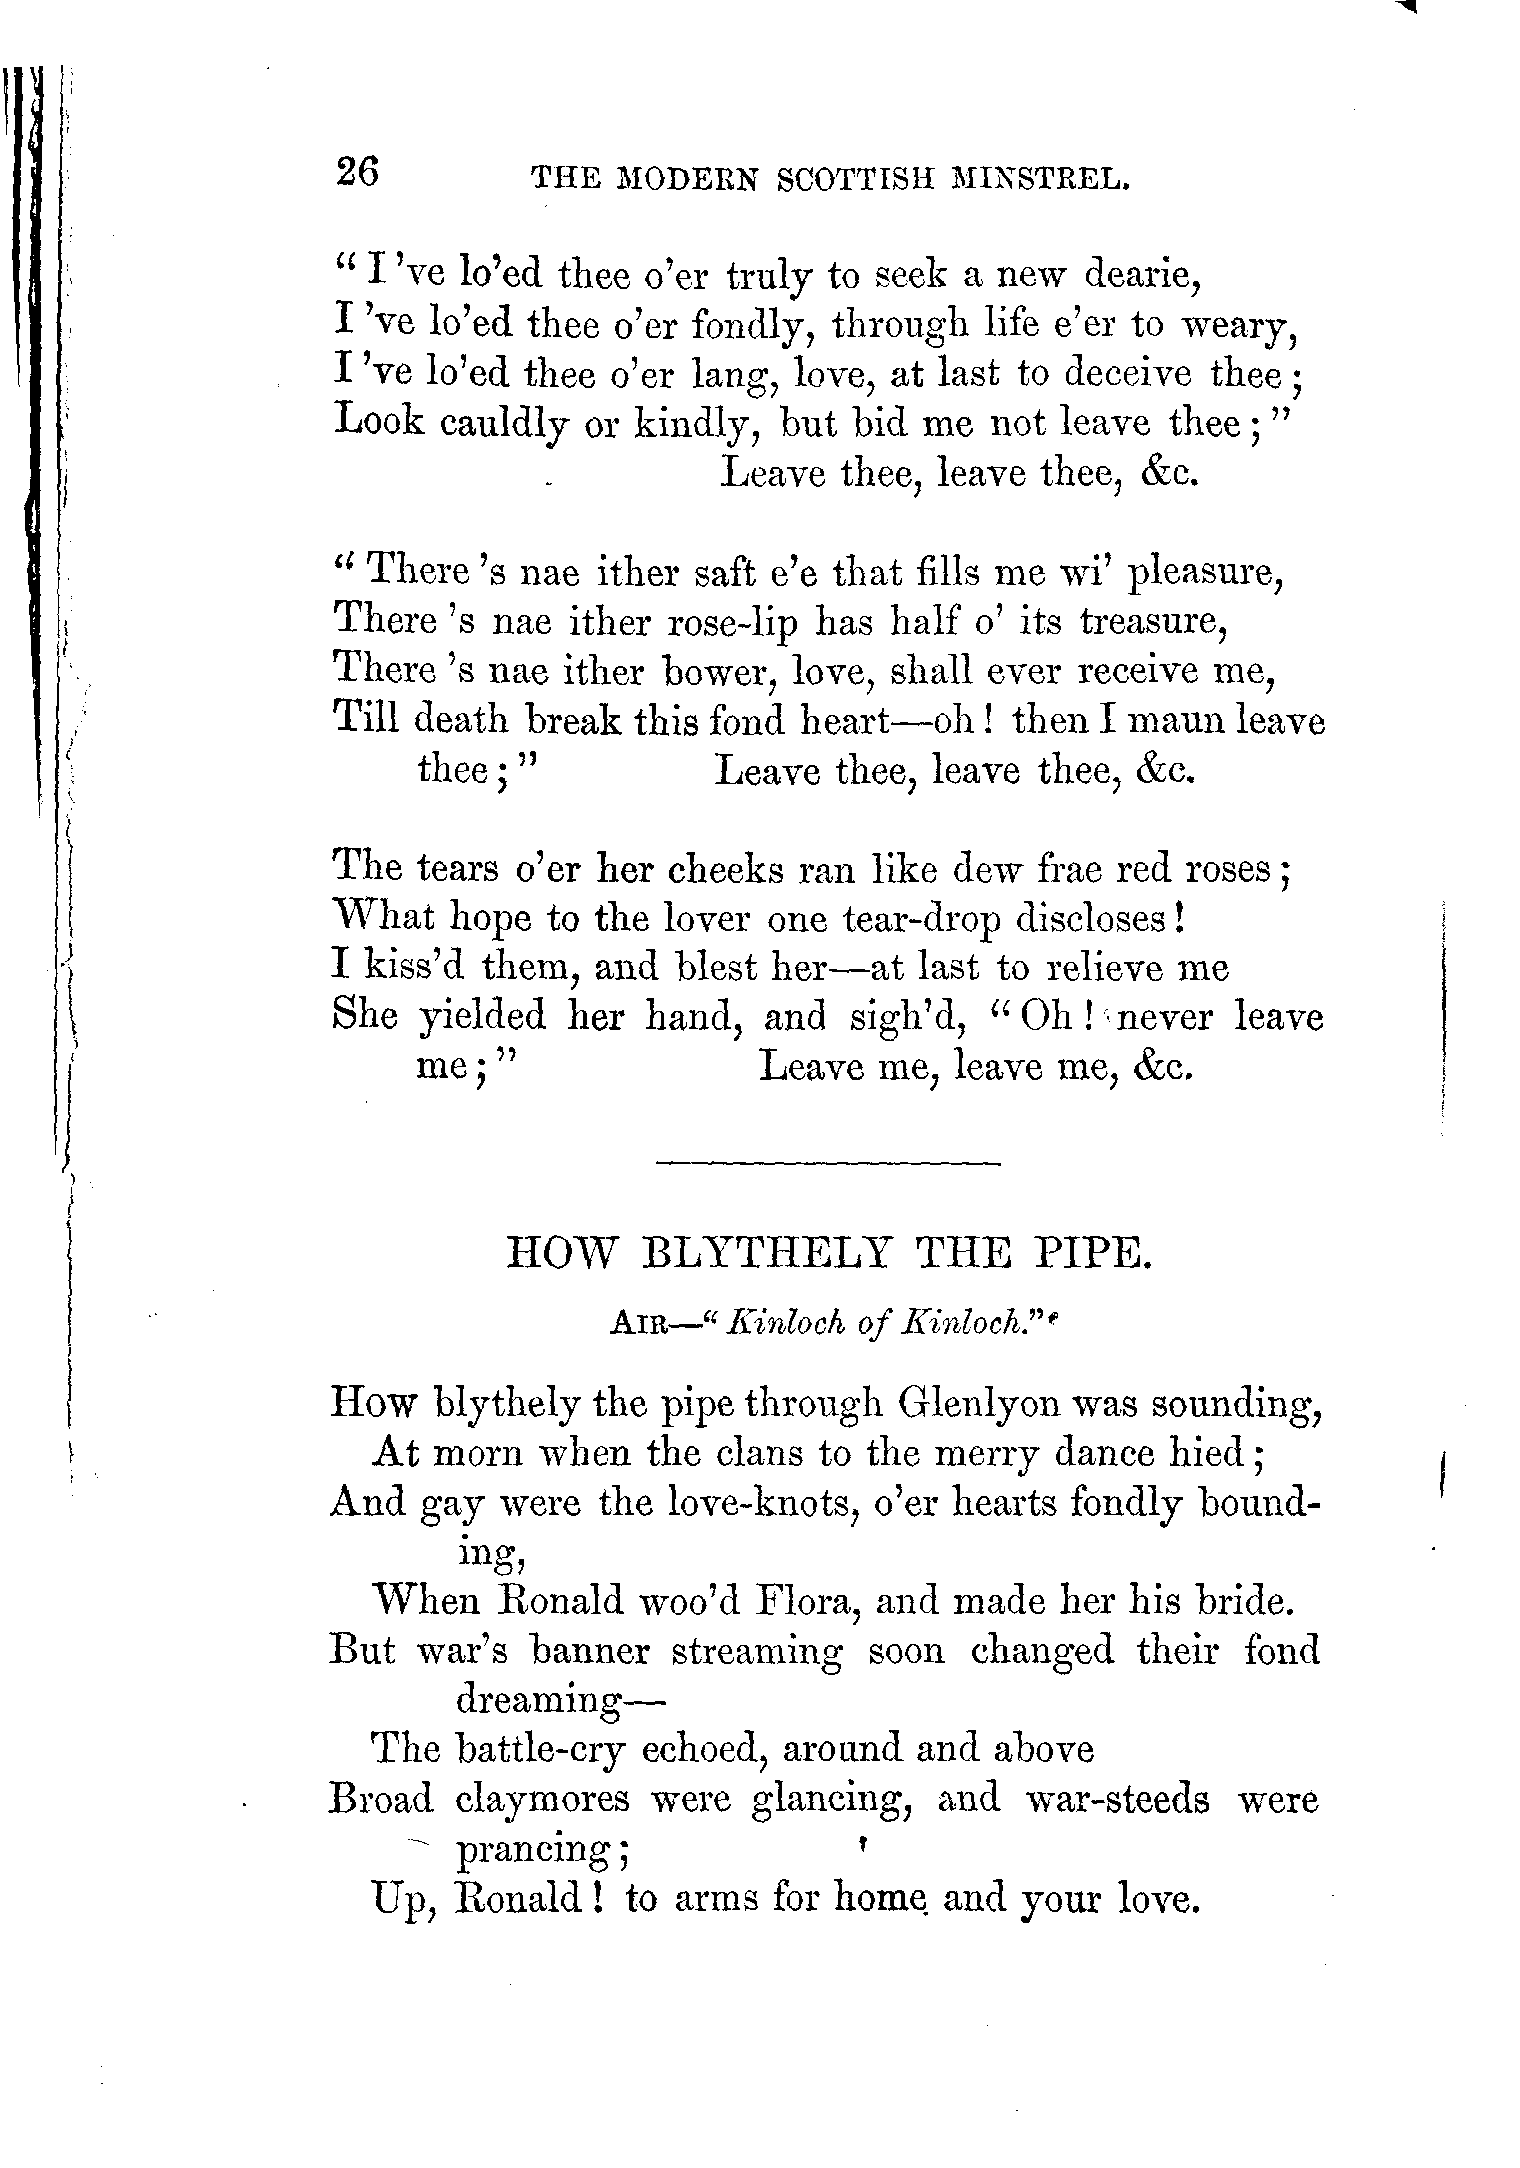 26 THE MODERN SCOTTISH MINSTREL.
“I 've lo'ed thee o'er truly to seek a new dearie,
I 've lo'ed thee o'er fondly, through life e'er to weary,
I 've lo'ed thee o'er lang, love, at last to deceive thee;
Look cauldly or kindly, but bid me not leave thee;”
Leave thee, leave thee, &c.
“There 's nae ither saft e'e that fills me wi' pleasure,
There 's nae ither rose-lip has half o' its treasure,
There 's nae ither bower, love, shall ever receive me,
Till death break this fond heart—oh! then I maun leave
thee;” Leave thee, leave thee, &c.
The tears o'er her cheeks ran like dew frae red roses;
What hope to the lover one tear-drop discloses!
I kiss'd them, and blest her—at last to relieve me
She yielded her hand, and sigh'd, “Oh! never leave
me;” Leave me, leave me, &c.
HOW BLYTHELY THE PIPE.
AIR—“Kinloch of Kinloch.”
How blythely the pipe through Glenlyon was sounding,
At morn when the clans to the merry dance hied;
And gay were the love-knots, o'er hearts fondly bound-
ing,
When Ronald woo'd Flora, and made her his bride.
But war's banner streaming soon changed their fond
dreaming—
The battle-cry echoed, around and above
Broad claymores were glancing, and war-steeds were
prancing;
Up, Ronald! to arms for home and your love.